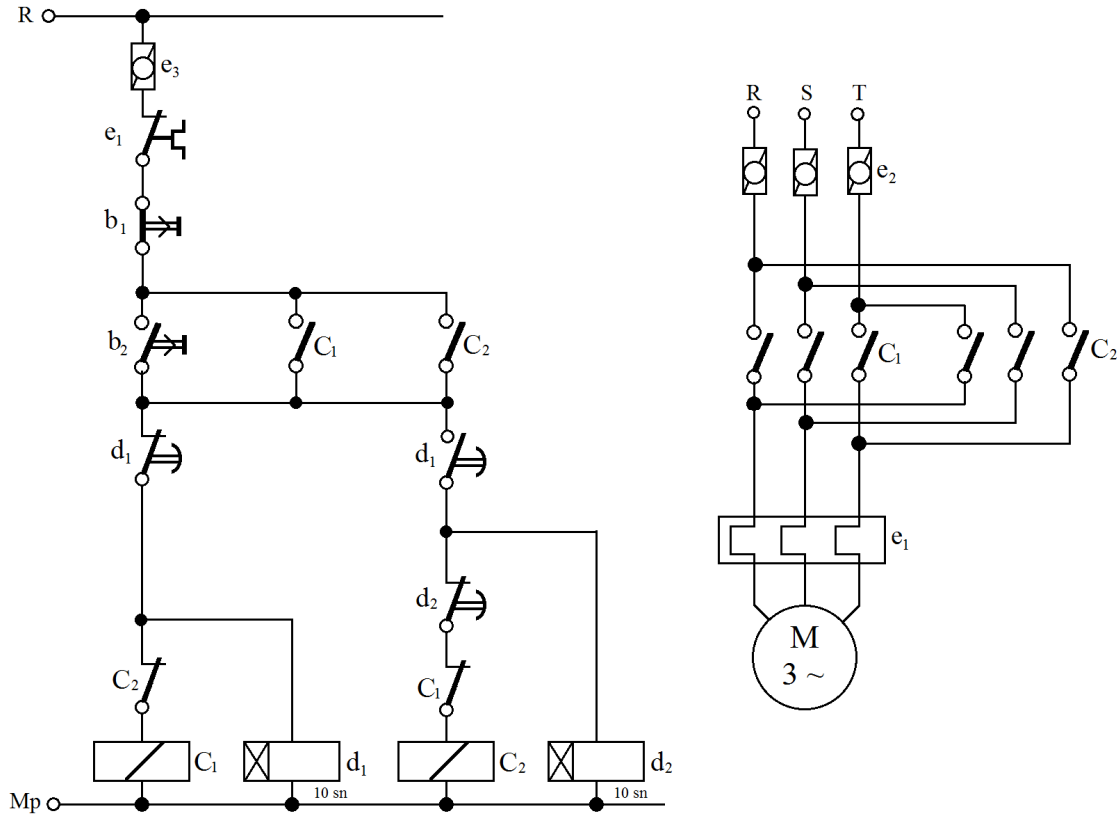 R
e₃
e₁
b₁
b₂
C₁
C₂
d₁
d₁
d₂
C₂
C₁
C₁
d₁
C₂
d₂
10 sn
10 sn
Mp
R S T
e₂
C₁
C₂
e₁
M
3 ~